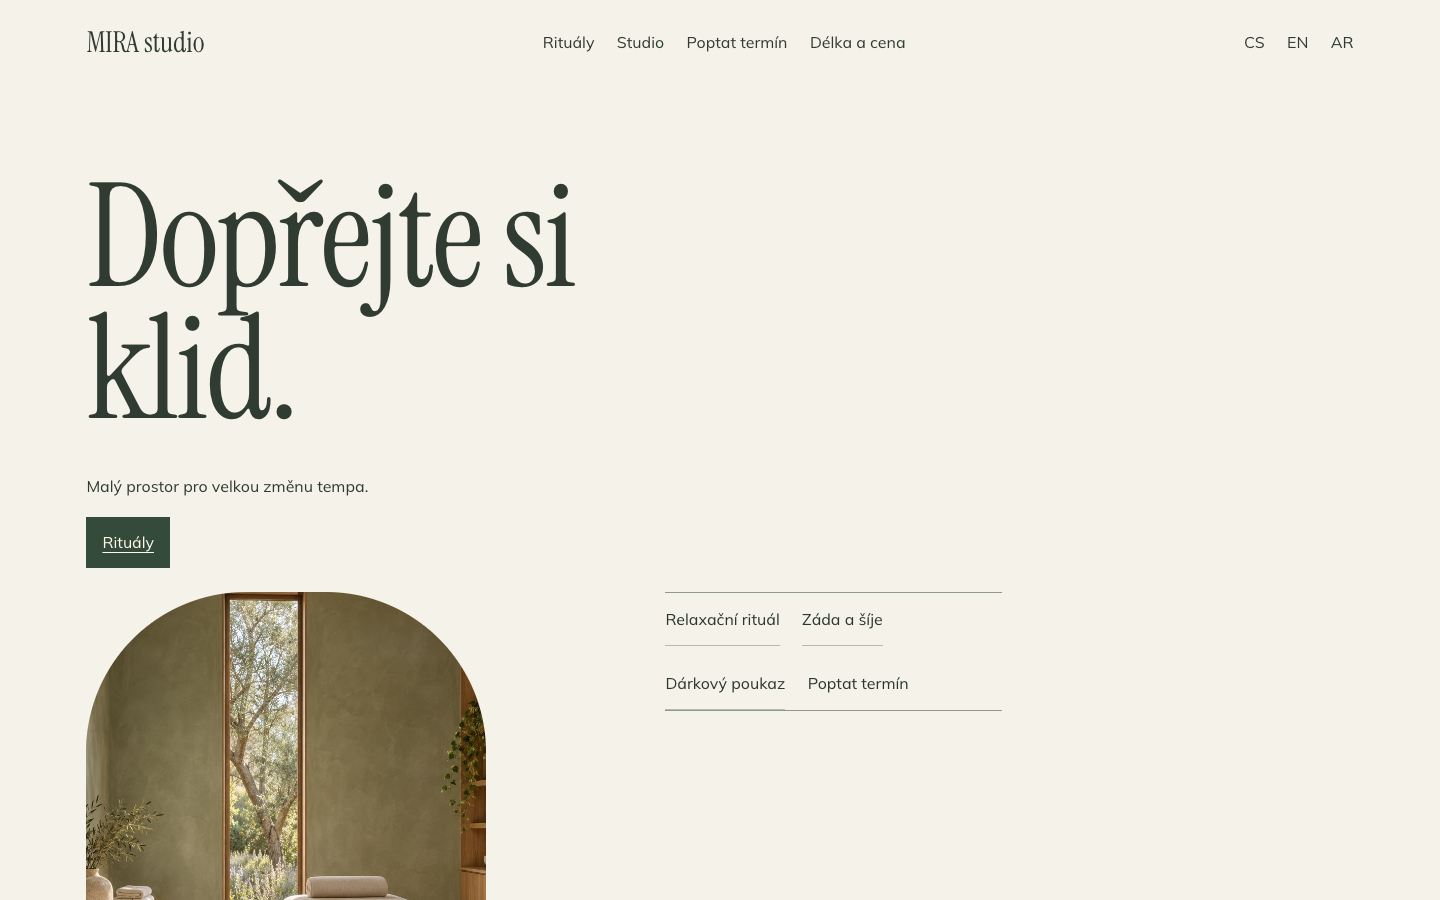 MIRA studio
Rituály Studio Poptat termín Délka a cena
CS EN AR
Dopřejte si
klid.
Malý prostor pro velkou změnu tempa.
Rituály
Relaxační rituál Záda a šíje
Dárkový poukaz Poptat termín